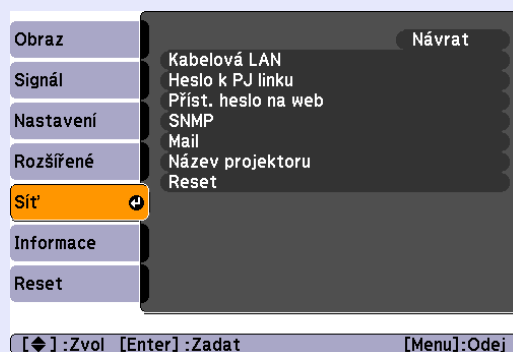 Obraz
Signál
Nastavení
Rozšířené
Síť
Informace
Reset
Návrat
Kabelová LAN
Heslo k PJ linku
Příst. heslo na web
SNMP
Mail
Název projektoru
Reset
[◆] :Zvol [Enter] :Zadat [Menu]:Odej